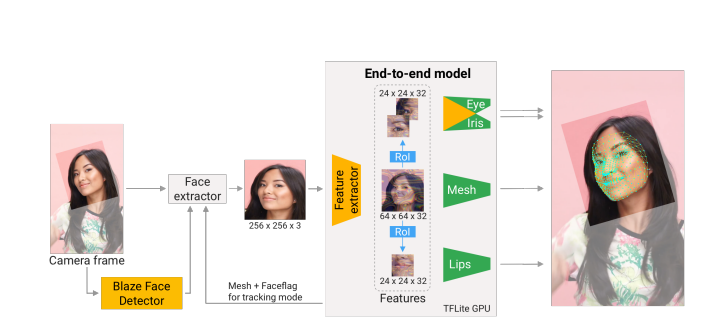 End-to-end model
24 x 24 x 32
Eye
Iris
RoI
Face
extractor
Feature
extractor
Mesh
256 x 256 x 3
64 x 64 x 32
RoI
Camera frame
Lips
Blaze Face
Detector
Mesh + Faceflag
for tracking mode
24 x 24 x 32
Features
TFLite GPU